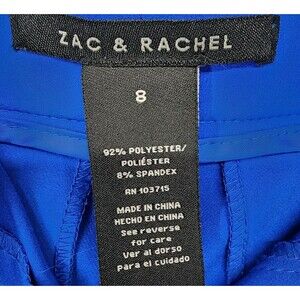 ZAC & RACHEL
8
92% POLYESTER/
POLIÉSTER
8% SPANDEX
RN 103715
MADE IN CHINA
HECHO EN CHINA
See reverse
for care
Ver al dorso
para el cuidado